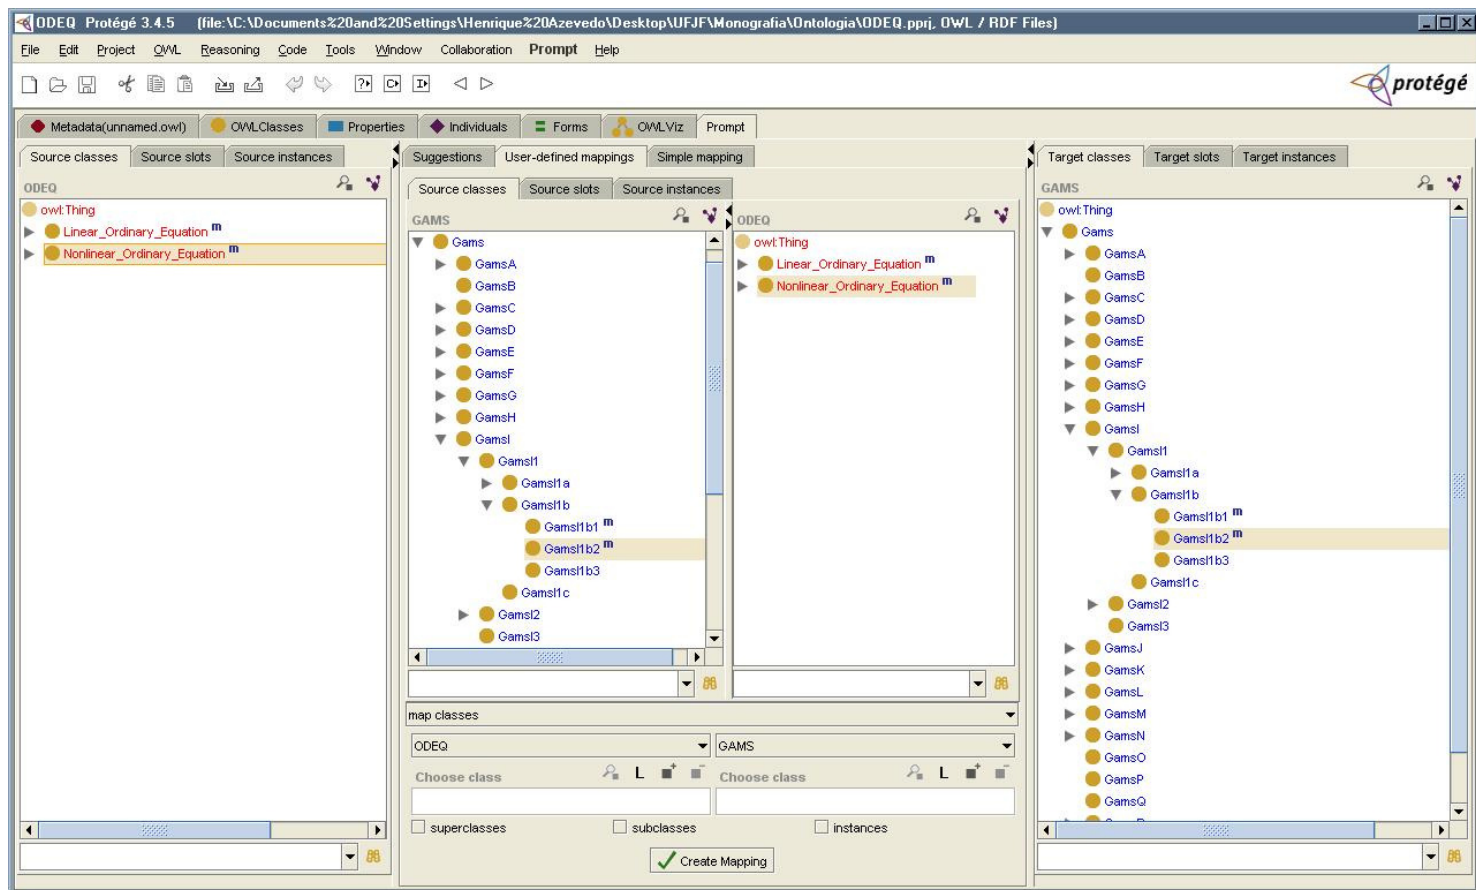 ODEQ Protégé 3.4.5 (file:\C:\Documents%20and%20Settings\Henrique%20Azevedo\Desktop\UFJF\Monografia\Ontologia\ODEQ.pprj, OWL / RDF Files)
File Edit Project OWL Reasoning Code Tools Window Collaboration Prompt Help
protégé
Metadata(unnamed.owl) OWLClasses Properties Individuals Forms OWLViz Prompt
Source classes Source slots Source instances
ODEQ
owl:Thing
Linear_Ordinary_Equation m
Nonlinear_Ordinary_Equation m
Suggestions User-defined mappings Simple mapping
Source classes Source slots Source instances
GAMS
Gams
GamsA
GamsB
GamsC
GamsD
GamsE
GamsF
GamsG
GamsH
GamsI
GamsI1
GamsI1a
GamsI1b
GamsI1b1 m
GamsI1b2 m
GamsI1b3
GamsI1c
GamsI2
GamsI3
ODEQ
owl:Thing
Linear_Ordinary_Equation m
Nonlinear_Ordinary_Equation m
map classes
ODEQ GAMS
Choose class L Choose class L
superclasses subclasses instances
Create Mapping
Target classes Target slots Target instances
GAMS
owl:Thing
Gams
GamsA
GamsB
GamsC
GamsD
GamsE
GamsF
GamsG
GamsH
GamsI
GamsI1
GamsI1a
GamsI1b
GamsI1b1 m
GamsI1b2 m
GamsI1b3
GamsI1c
GamsI2
GamsI3
GamsJ
GamsK
GamsL
GamsM
GamsN
GamsO
GamsP
GamsQ